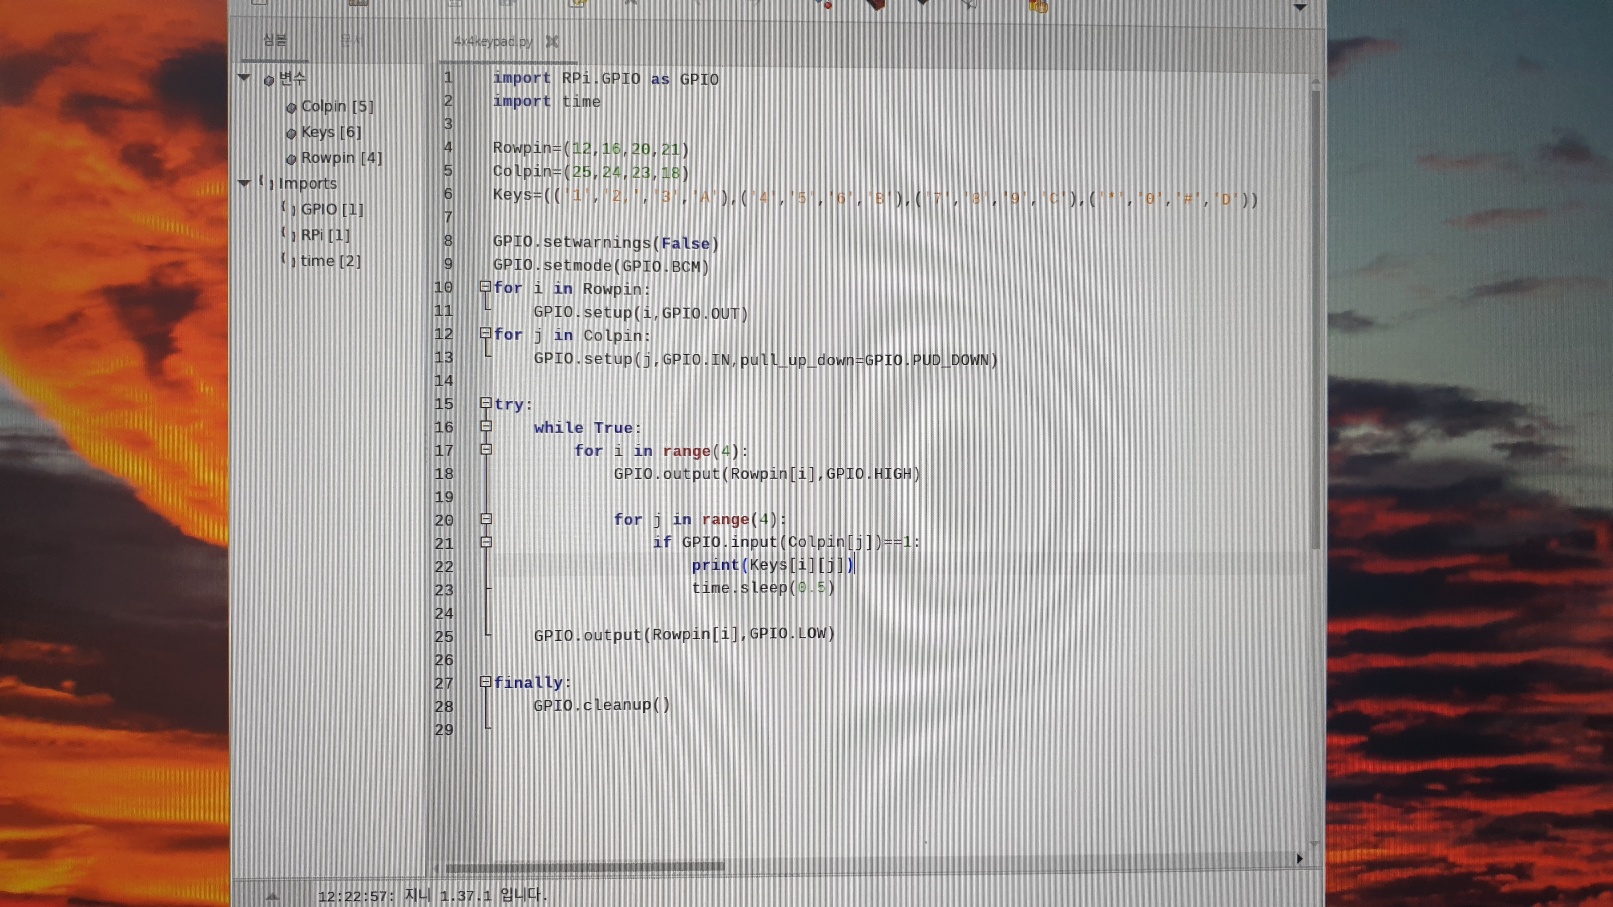 심볼
문서
4x4keypad.py
변수
Colpin [5]
Keys [6]
Rowpin [4]
Imports
GPIO [1]
RPi [1]
time [2]
1 import RPi.GPIO as GPIO
2 import time
3
4 Rowpin=(12,16,20,21)
5 Colpin=(25,24,23,18)
6 Keys=(('1','2,','3','A'),('4','5','6','B'),('7','8','9','C'),('*','0','#','D'))
7
8 GPIO.setwarnings(False)
9 GPIO.setmode(GPIO.BCM)
10 for i in Rowpin:
11 GPIO.setup(i,GPIO.OUT)
12 for j in Colpin:
13 GPIO.setup(j,GPIO.IN,pull_up_down=GPIO.PUD_DOWN)
14
15 try:
16 while True:
17 for i in range(4):
18 GPIO.output(Rowpin[i],GPIO.HIGH)
19
20 for j in range(4):
21 if GPIO.input(Colpin[j])==1:
22 print(Keys[i][j])
23 time.sleep(0.5)
24
25 GPIO.output(Rowpin[i],GPIO.LOW)
26
27 finally:
28 GPIO.cleanup()
29
12:22:57: 지니 1.37.1 입니다.